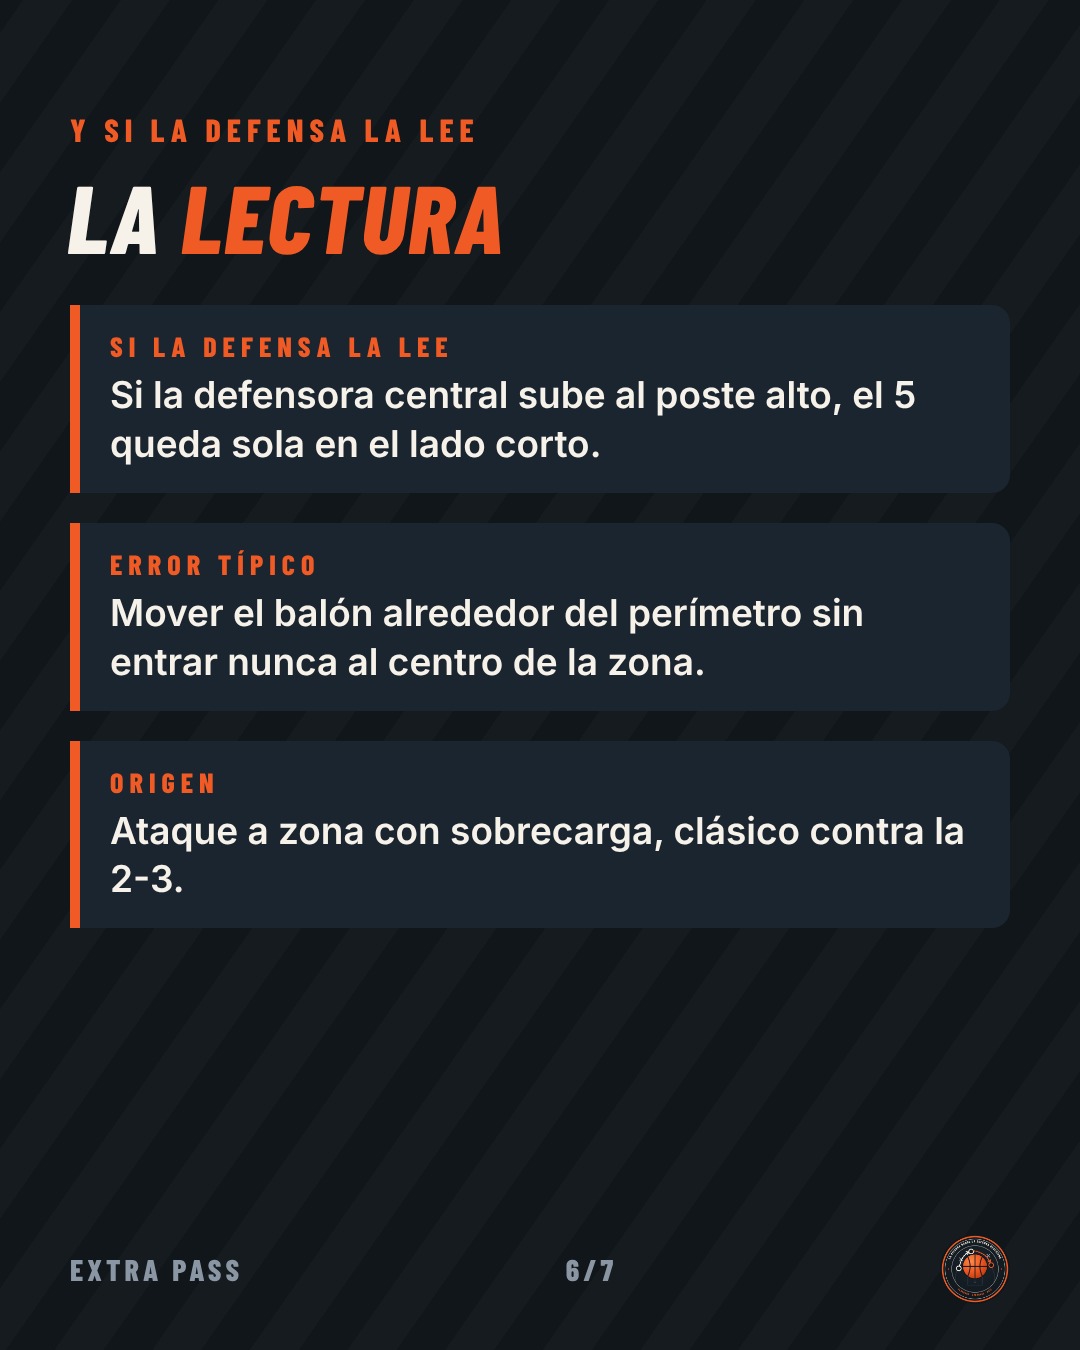 Y SI LA DEFENSA LA LEE
LA LECTURA
SI LA DEFENSA LA LEE
Si la defensora central sube al poste alto, el 5
queda sola en el lado corto.
ERROR TÍPICO
Mover el balón alrededor del perímetro sin
entrar nunca al centro de la zona.
ORIGEN
Ataque a zona con sobrecarga, clásico contra la
2-3.
EXTRA PASS
6/7